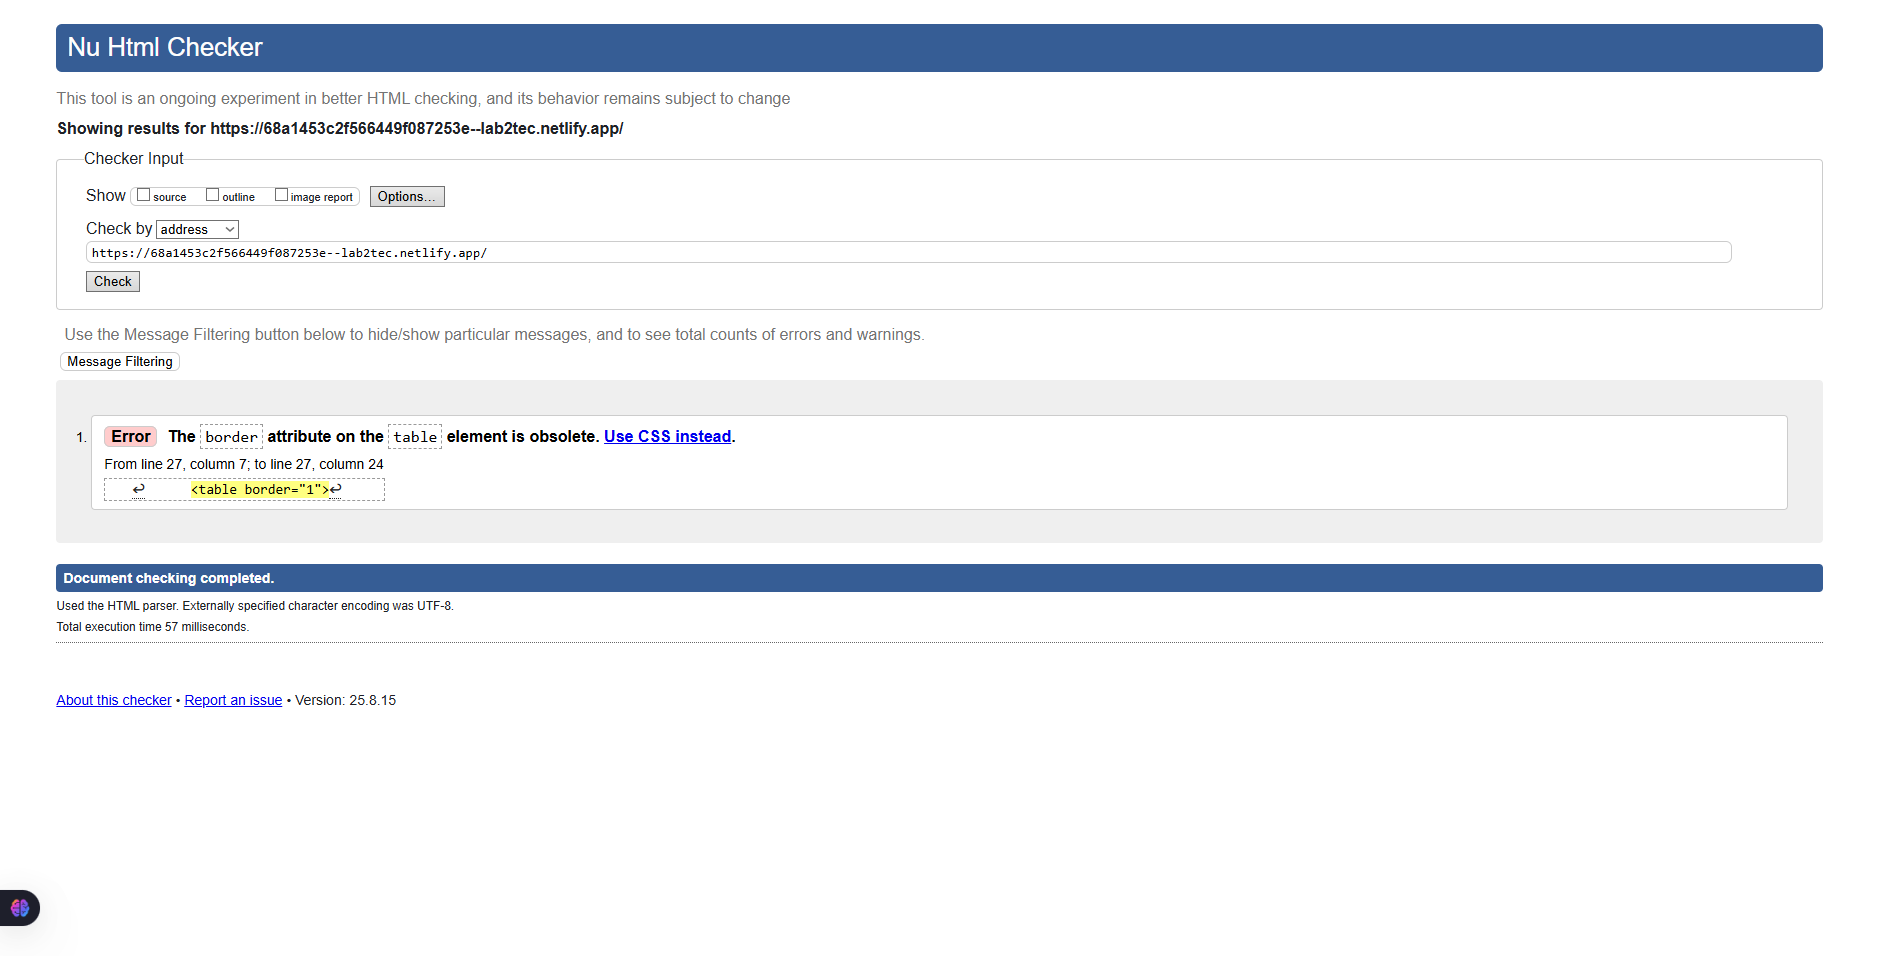 Nu Html Checker
This tool is an ongoing experiment in better HTML checking, and its behavior remains subject to change
Showing results for https://68a1453c2f566449f087253e--lab2tec.netlify.app/
Checker Input
Show source outline image report Options...
Check by address
https://68a1453c2f566449f087253e--lab2tec.netlify.app/
Check
Use the Message Filtering button below to hide/show particular messages, and to see total counts of errors and warnings.
Message Filtering
1. Error The border attribute on the table element is obsolete. Use CSS instead.
From line 27, column 7; to line 27, column 24
↩ <table border="1">↩
Document checking completed.
Used the HTML parser. Externally specified character encoding was UTF-8.
Total execution time 57 milliseconds.
About this checker • Report an issue • Version: 25.8.15